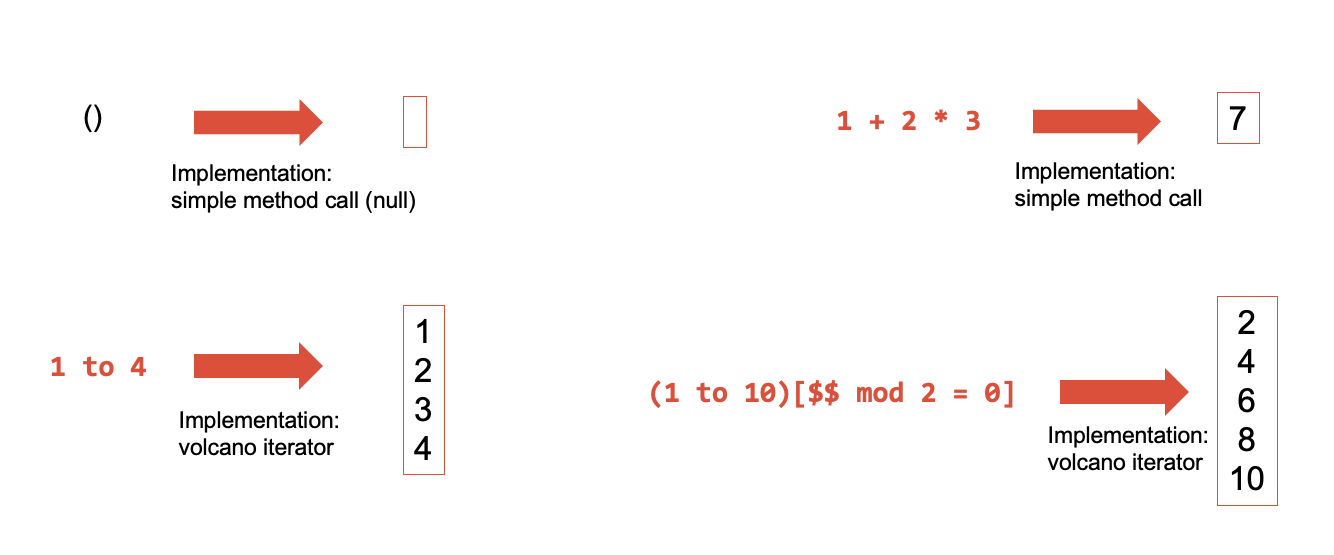 ()
Implementation:
simple method call (null)
1 + 2 * 3
7
Implementation:
simple method call
1 to 4
Implementation:
volcano iterator
1
2
3
4
(1 to 10)[$$ mod 2 = 0]
Implementation:
volcano iterator
2
4
6
8
10